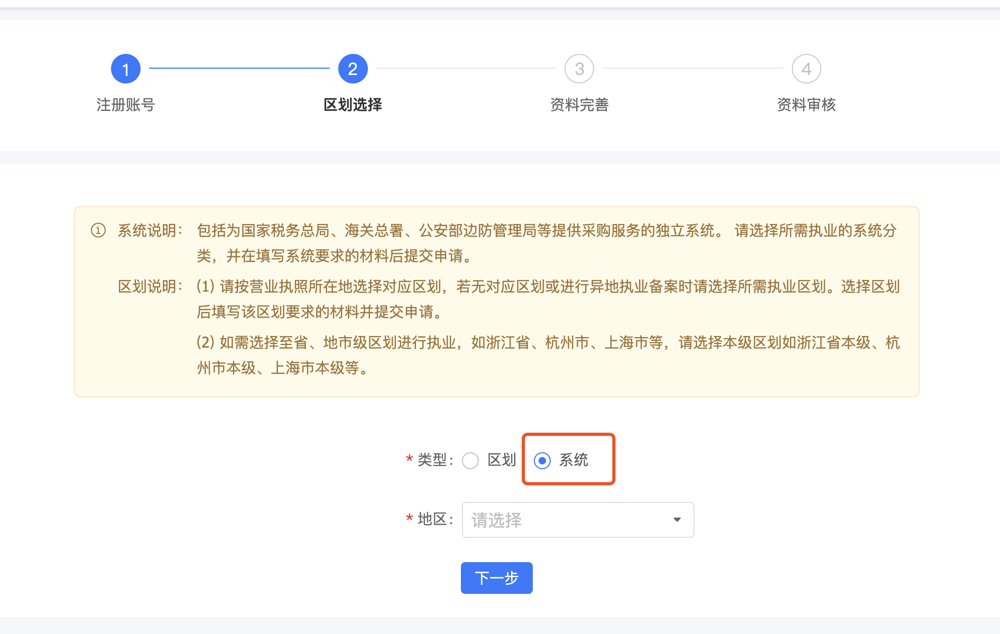 1
2
3
4
注册账号
区划选择
资料完善
资料审核
系统说明： 包括为国家税务总局、海关总署、公安部边防管理局等提供采购服务的独立系统。 请选择所需执业的系统分
类，并在填写系统要求的材料后提交申请。
区划说明： (1) 请按营业执照所在地选择对应区划，若无对应区划或进行异地执业备案时请选择所需执业区划。选择区划
后填写该区划要求的材料并提交申请。
(2) 如需选择至省、地市级区划进行执业，如浙江省、杭州市、上海市等，请选择本级区划如浙江省本级、杭
州市本级、上海市本级等。
* 类型： 区划 系统
* 地区： 请选择
下一步